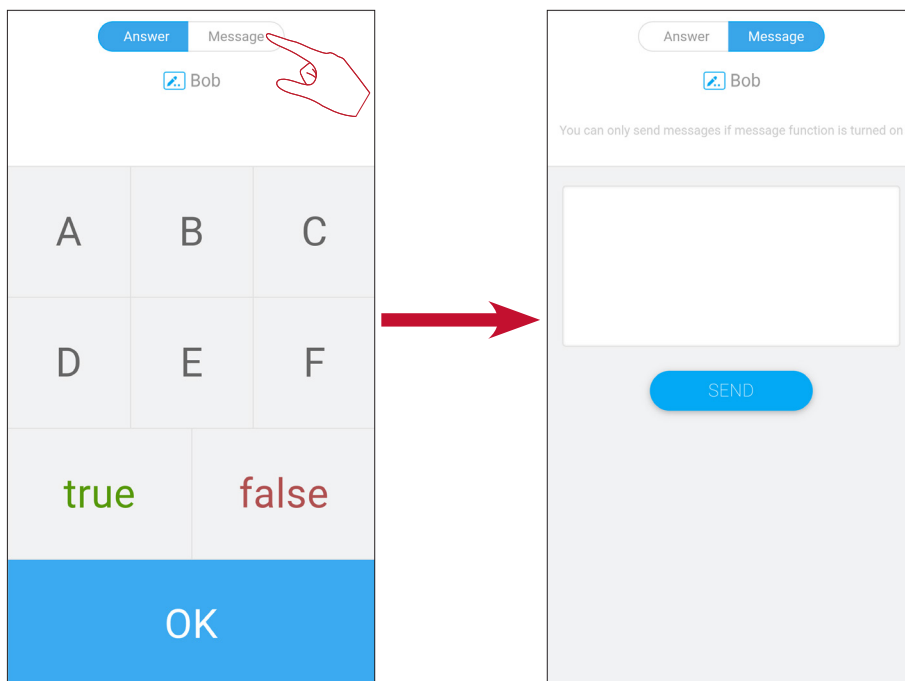 Answer Message
Bob
A B C
D E F
true false
OK
Answer Message
Bob
You can only send messages if message function is turned on
SEND